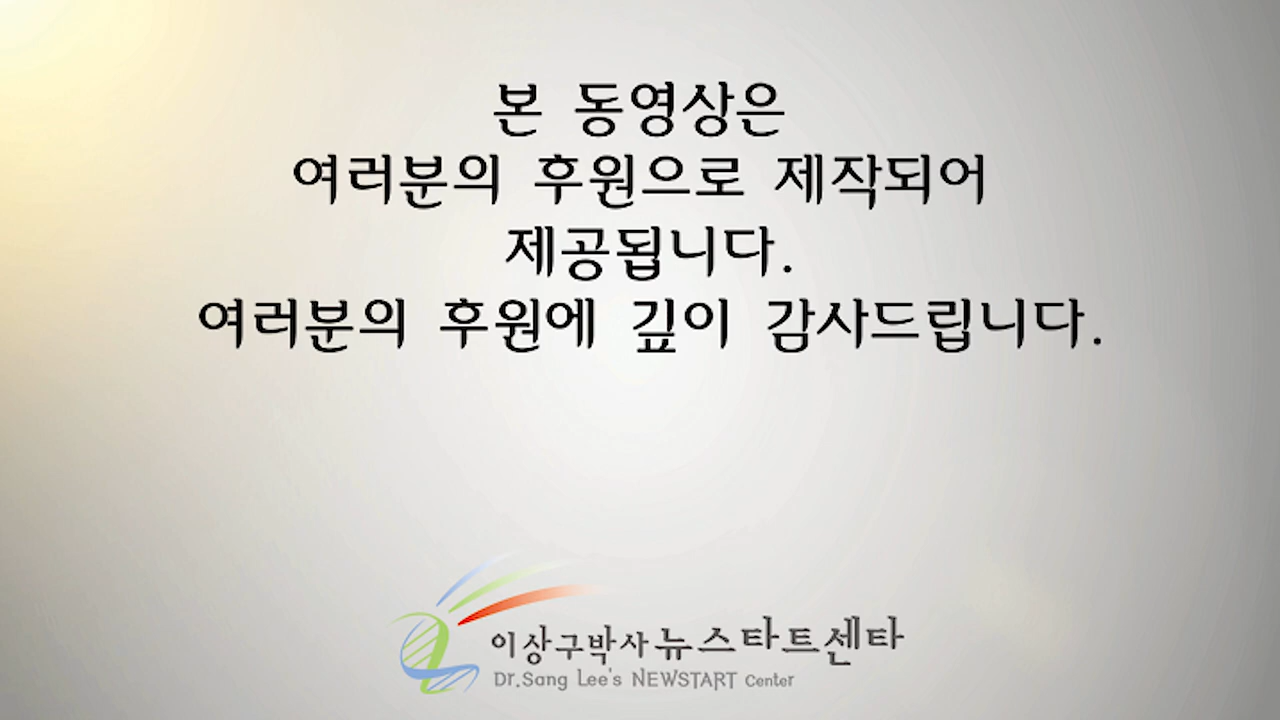 본 동영상은
여러분의 후원으로 제작되어
제공됩니다.
여러분의 후원에 깊이 감사드립니다.
이상구박사 뉴스타트센타
Dr.Sang Lee's NEWSTART Center